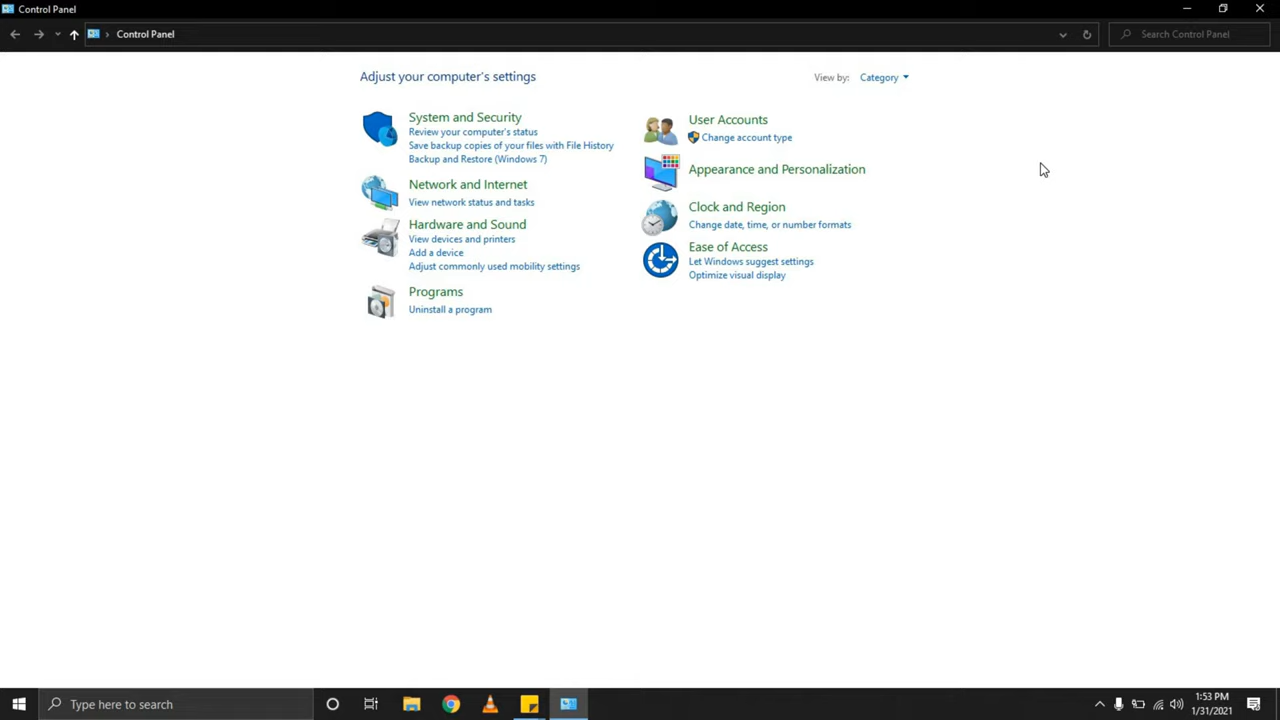 Control Panel
Control Panel
Search Control Panel
Adjust your computer's settings
View by: Category
System and Security
Review your computer's status
Save backup copies of your files with File History
Backup and Restore (Windows 7)
Network and Internet
View network status and tasks
Hardware and Sound
View devices and printers
Add a device
Adjust commonly used mobility settings
Programs
Uninstall a program
User Accounts
Change account type
Appearance and Personalization
Clock and Region
Change date, time, or number formats
Ease of Access
Let Windows suggest settings
Optimize visual display
Type here to search
1:53 PM
1/31/2021